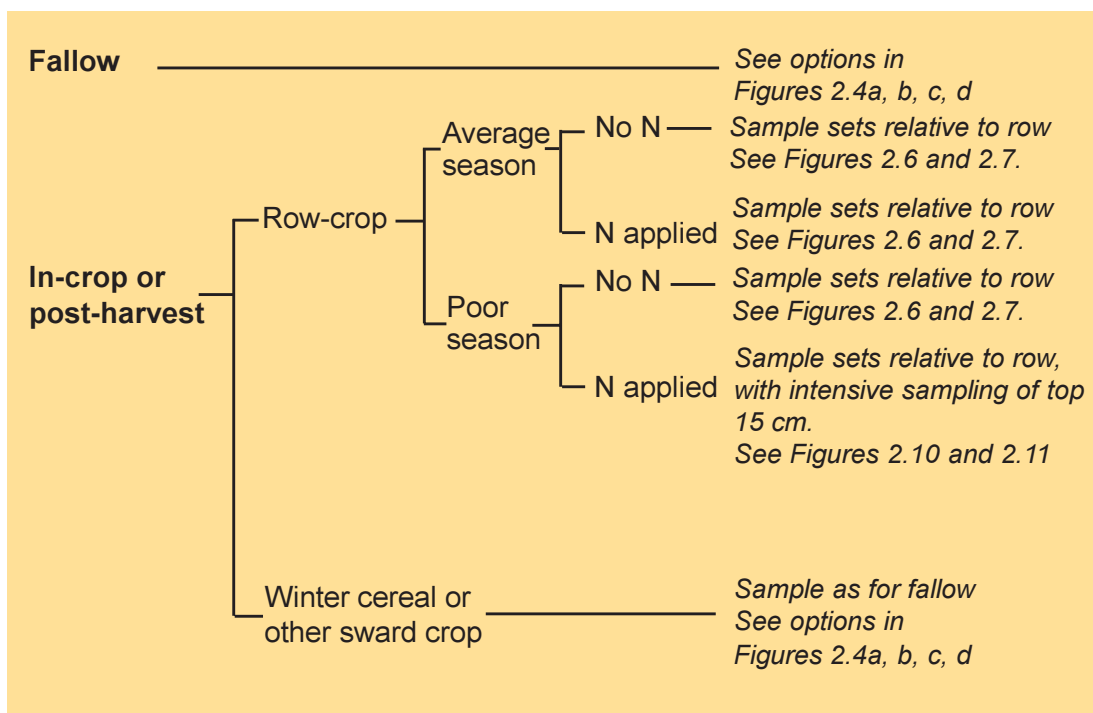 Fallow
See options in
Figures 2.4a, b, c, d
In-crop or
post-harvest
Row-crop
Average
season
No N
Sample sets relative to row
See Figures 2.6 and 2.7.
N applied
Sample sets relative to row
See Figures 2.6 and 2.7.
Poor
season
No N
Sample sets relative to row
See Figures 2.6 and 2.7.
N applied
Sample sets relative to row,
with intensive sampling of top
15 cm.
See Figures 2.10 and 2.11
Winter cereal or
other sward crop
Sample as for fallow
See options in
Figures 2.4a, b, c, d